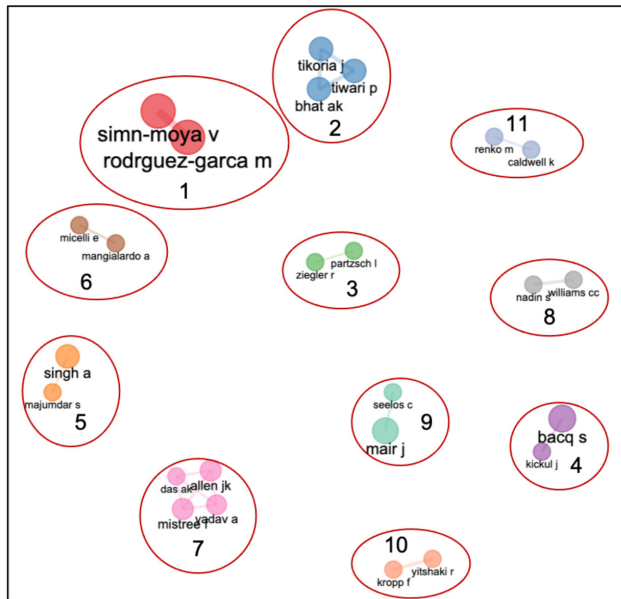 tikoria j
tiwari p
bhat ak
2
simn-moya v
rodrguez-garca m
1
11
renko m
caldwell k
micelli e
mangialardo a
6
partzsch l
ziegler r
3
williams cc
nadin s
8
singh a
majumdar s
5
seelos c
mair j
9
bacq s
kickul j
4
das ak
allen jk
yadav a
mistree f
7
10
yitshaki r
kropp f